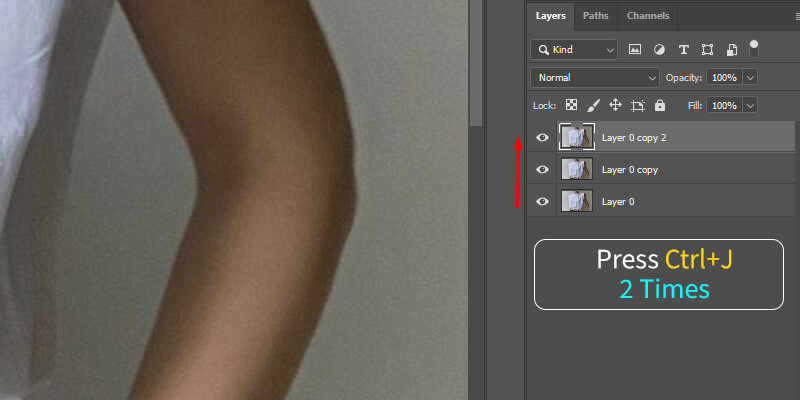 Layers Paths Channels
Kind
Normal Opacity: 100%
Lock: Fill: 100%
Layer 0 copy 2
Layer 0 copy
Layer 0
Press Ctrl+J
2 Times